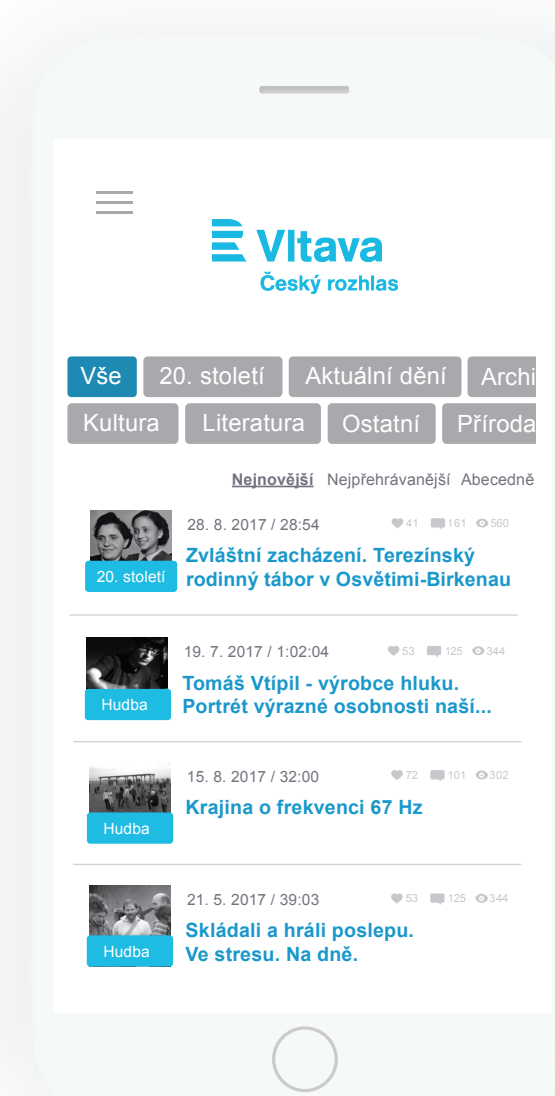 Vltava
Český rozhlas
Vše 20. století Aktuální dění Archi
Kultura Literatura Ostatní Příroda
Nejnovější Nejpřehrávanější Abecedně
28. 8. 2017 / 28:54 41 161 560
Zvláštní zacházení. Terezínský
rodinný tábor v Osvětimi-Birkenau
20. století
19. 7. 2017 / 1:02:04 53 125 344
Tomáš Vtípil - výrobce hluku.
Portrét výrazné osobnosti naší...
Hudba
15. 8. 2017 / 32:00 72 101 302
Krajina o frekvenci 67 Hz
Hudba
21. 5. 2017 / 39:03 53 125 344
Skládali a hráli poslepu.
Ve stresu. Na dně.
Hudba